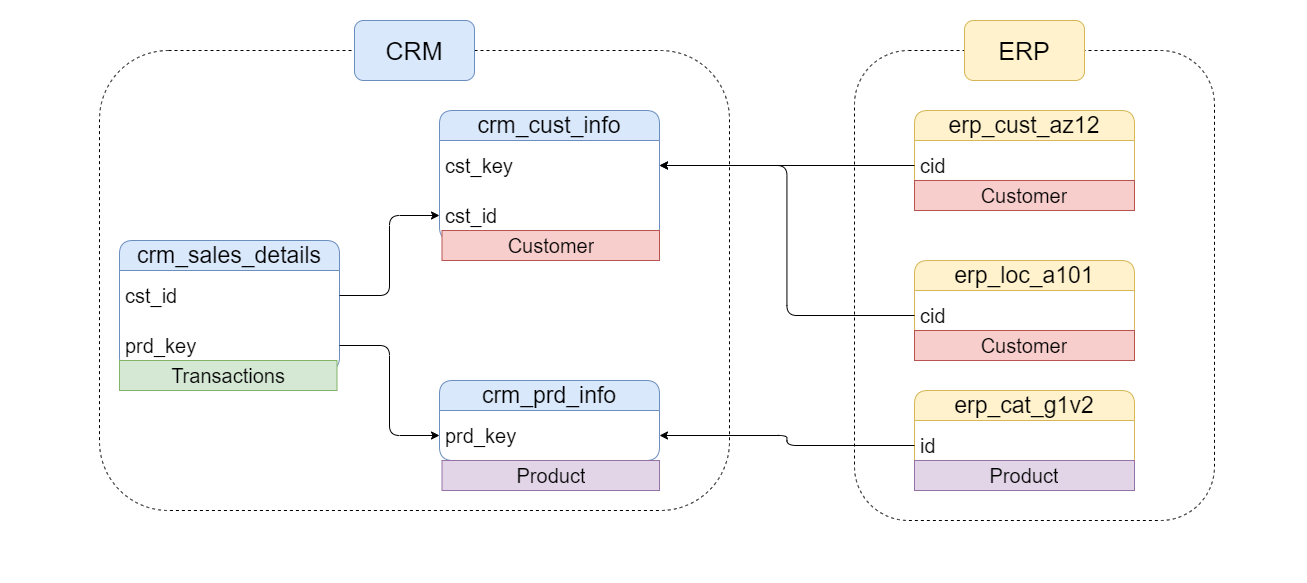 CRM
ERP
crm_cust_info
cst_key
cst_id
Customer
crm_sales_details
cst_id
prd_key
Transactions
crm_prd_info
prd_key
Product
erp_cust_az12
cid
Customer
erp_loc_a101
cid
Customer
erp_cat_g1v2
id
Product